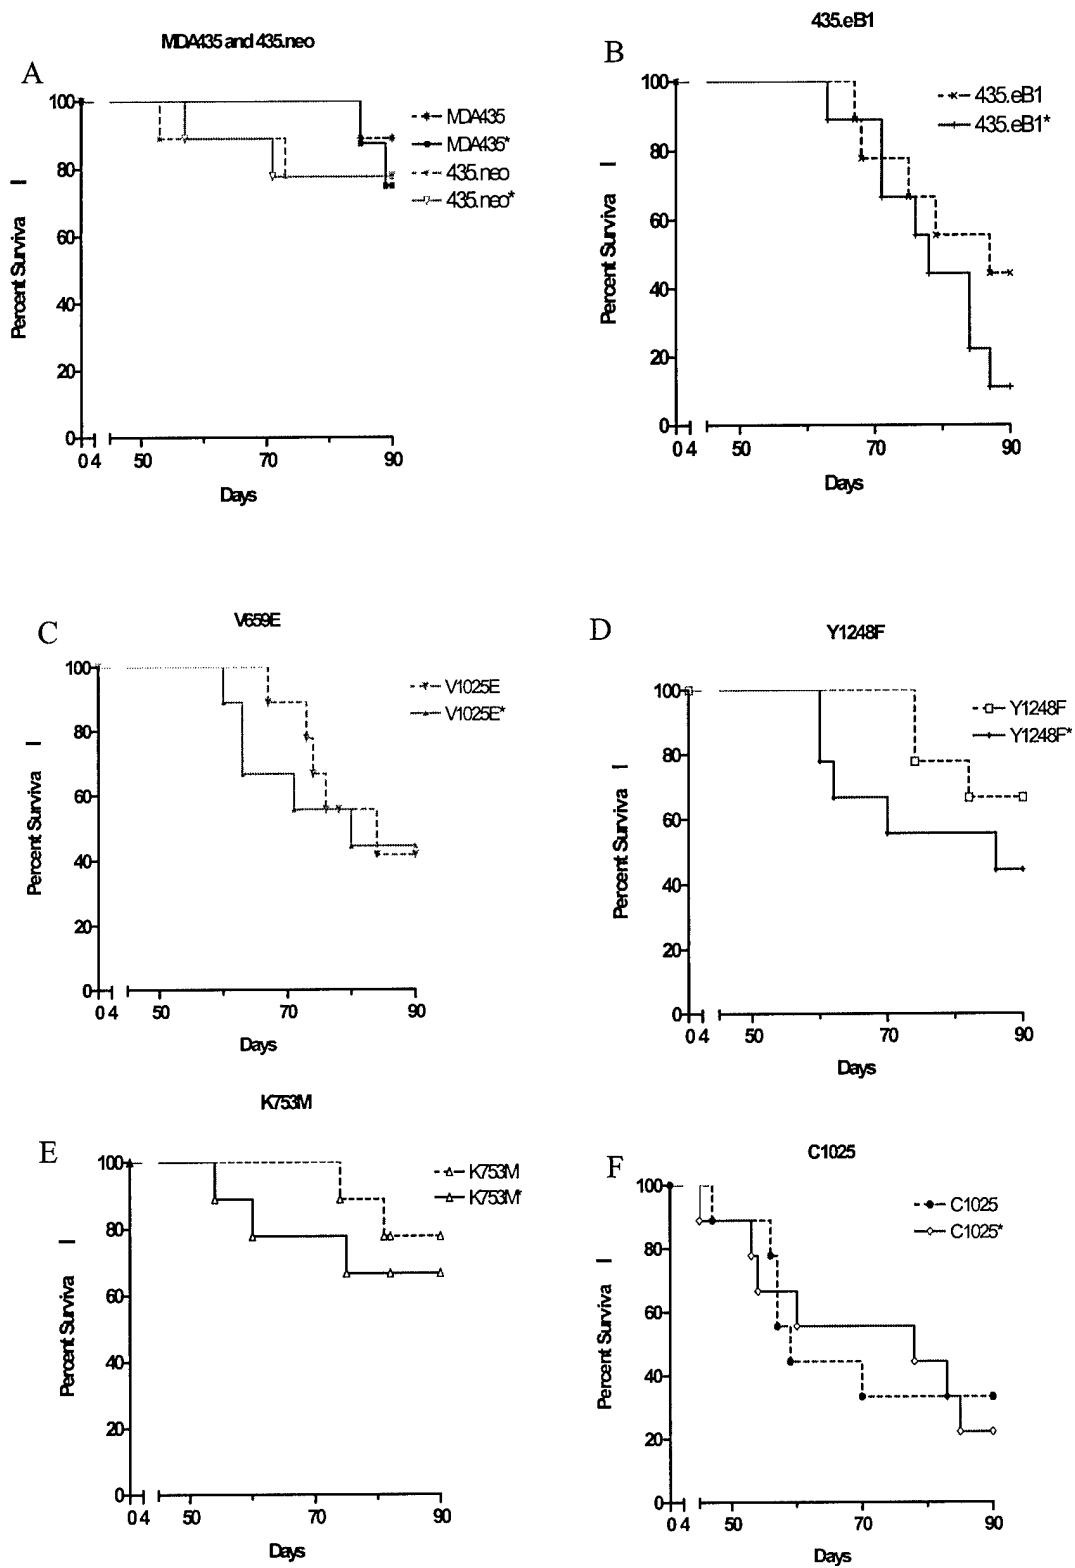 MDA435 and 435.neo
A
100
80
60
40
20
0
Percent Surviva l
0 4 50 70 90
Days
MDA435
MDA435*
435.neo
435.neo*
435.eB1
B
100
80
60
40
20
0
Percent Surviva l
0 4 50 70 90
Days
435.eB1
435.eB1*
V659E
C
100
80
60
40
20
0
Percent Surviva l
0 4 50 70 90
Days
V1025E
V1025E*
Y1248F
D
100
80
60
40
20
0
Percent Surviva l
0 4 50 70 90
Days
Y1248F
Y1248F*
K753M
E
100
80
60
40
20
0
Percent Surviva l
0 4 50 70 90
Days
K753M
K753M*
C1025
F
100
80
60
40
20
0
Percent Surviva l
0 4 50 70 90
Days
C1025
C1025*